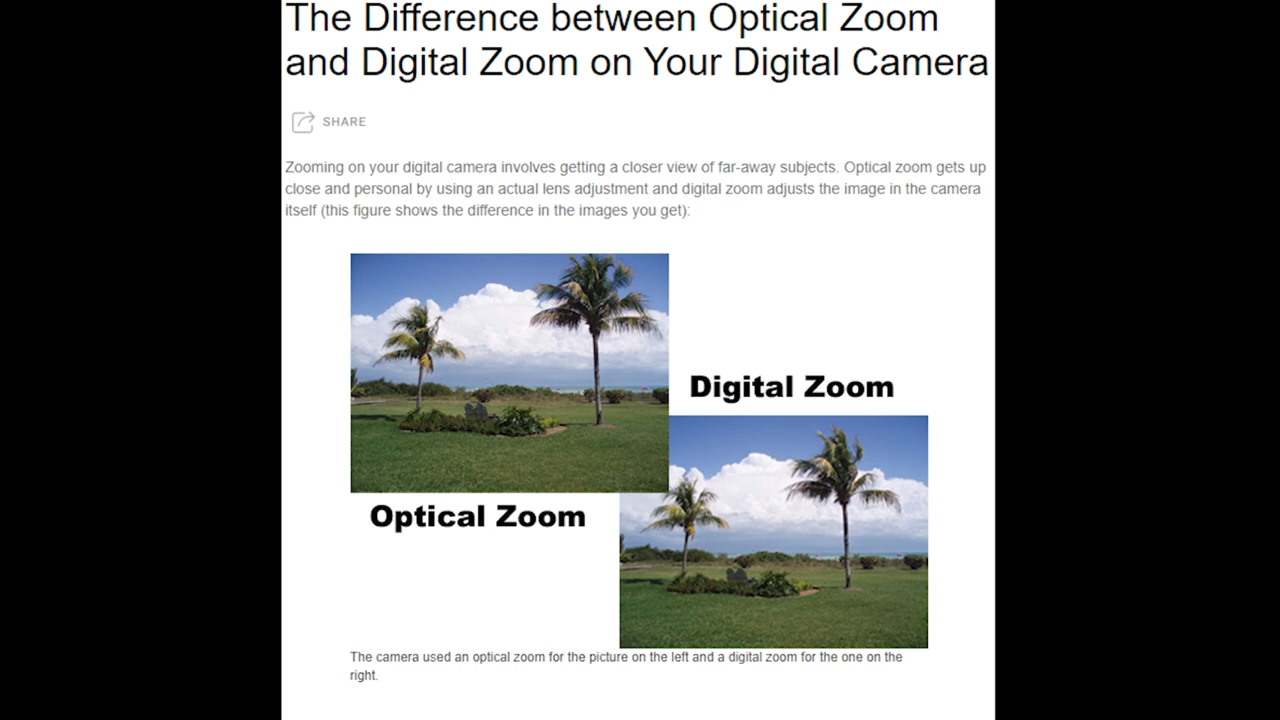 The Difference between Optical Zoom
and Digital Zoom on Your Digital Camera
SHARE
Zooming on your digital camera involves getting a closer view of far-away subjects. Optical zoom gets up
close and personal by using an actual lens adjustment and digital zoom adjusts the image in the camera
itself (this figure shows the difference in the images you get):
Digital Zoom
Optical Zoom
The camera used an optical zoom for the picture on the left and a digital zoom for the one on the
right.